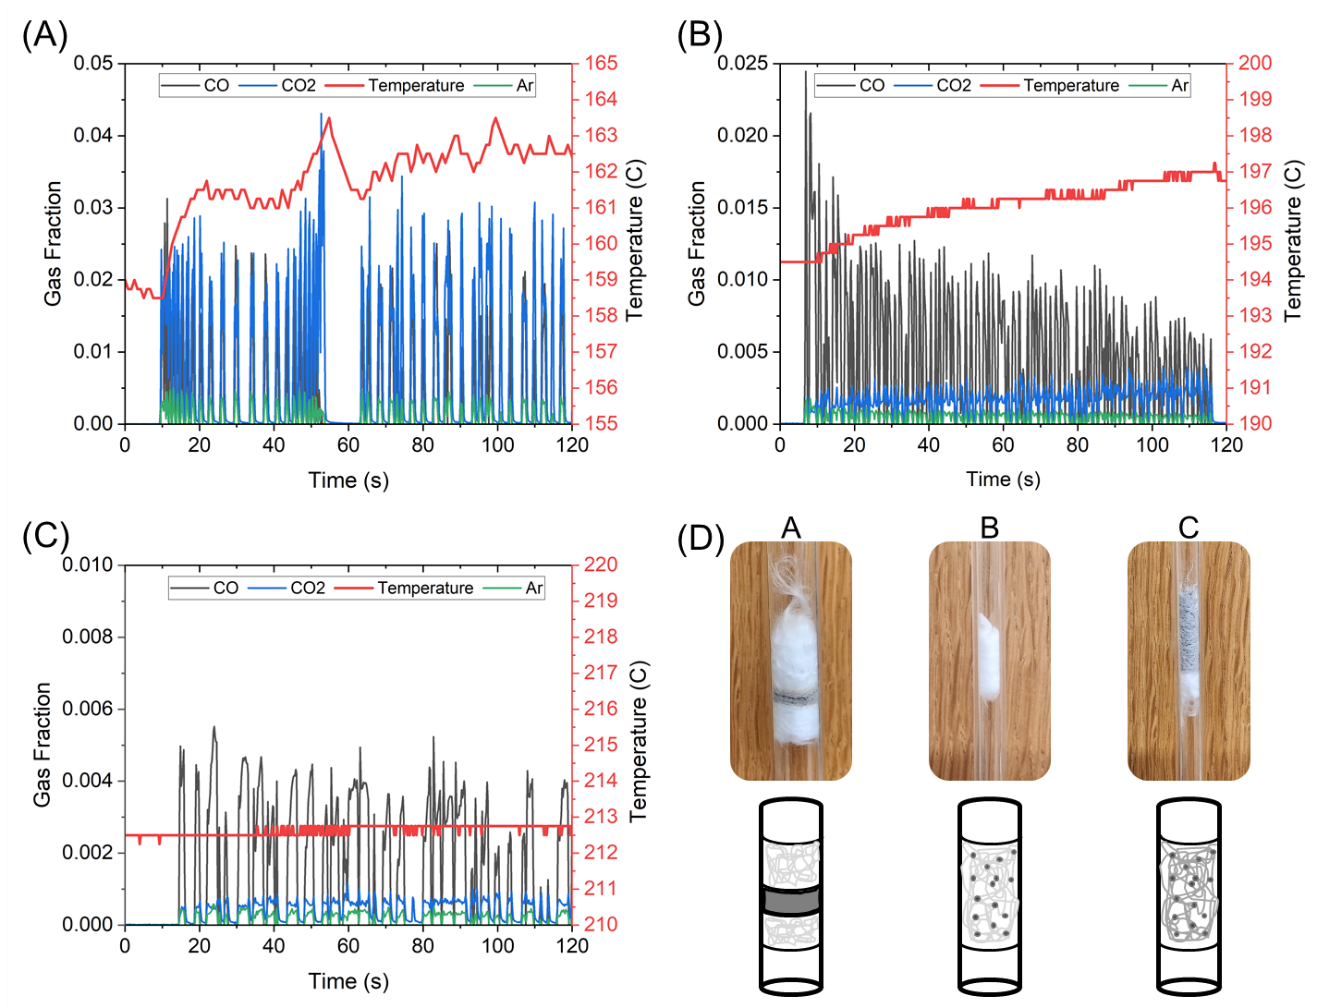 (A)
CO CO2 Temperature Ar
0.05
0.04
0.03
0.02
0.01
0.00
Gas Fraction
165
164
163
162
161
160
159
158
157
156
155
Temperature (C)
0 20 40 60 80 100 120
Time (s)
(B)
CO CO2 Temperature Ar
0.025
0.020
0.015
0.010
0.005
0.000
Gas Fraction
200
199
198
197
196
195
194
193
192
191
190
Temperature (C)
0 20 40 60 80 100 120
Time (s)
(C)
CO CO2 Temperature Ar
0.010
0.008
0.006
0.004
0.002
0.000
Gas Fraction
220
219
218
217
216
215
214
213
212
211
210
Temperature (C)
0 20 40 60 80 100 120
Time (s)
(D)
A B C